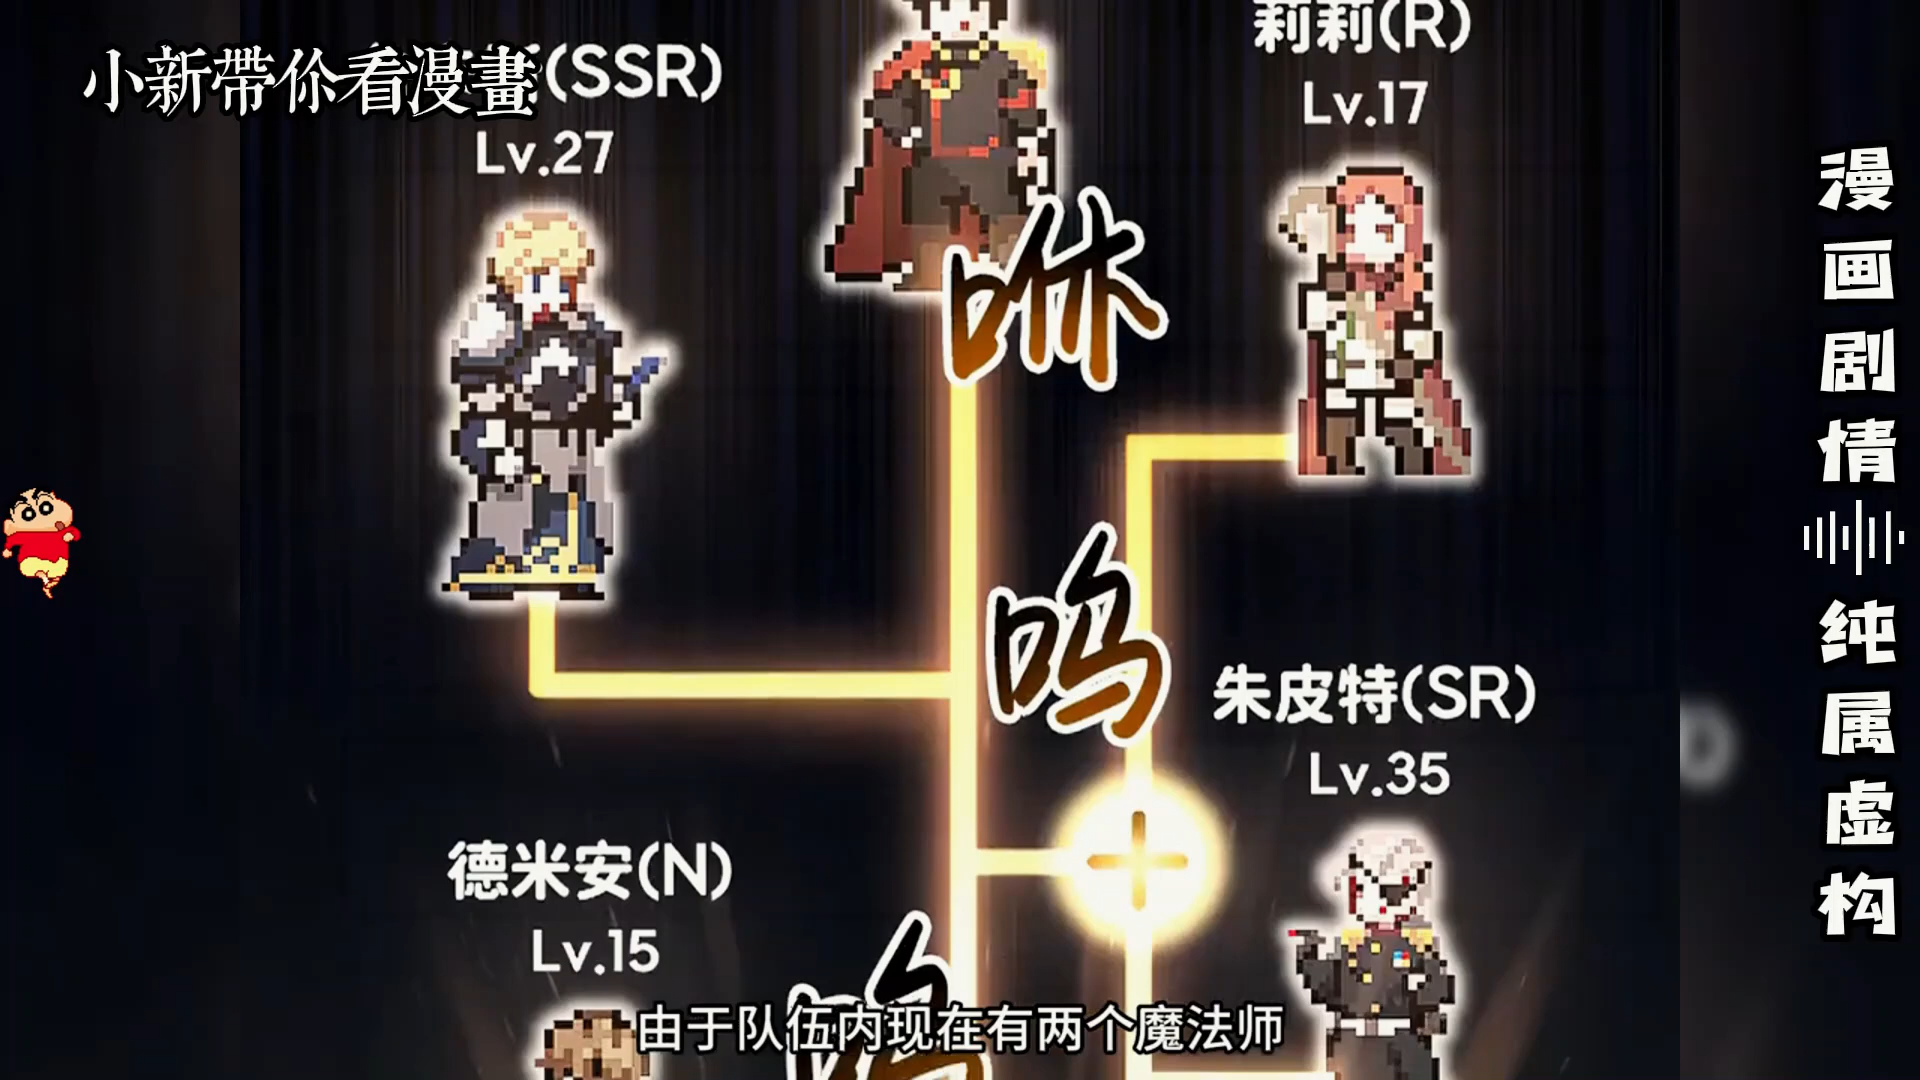 小新帶你看漫畫
(SSR)
Lv.27
莉莉(R)
Lv.17
咻
呜
朱皮特(SR)
Lv.35
德米安(N)
Lv.15
呜
由于队伍内现在有两个魔法师
漫画剧情
纯属虚构